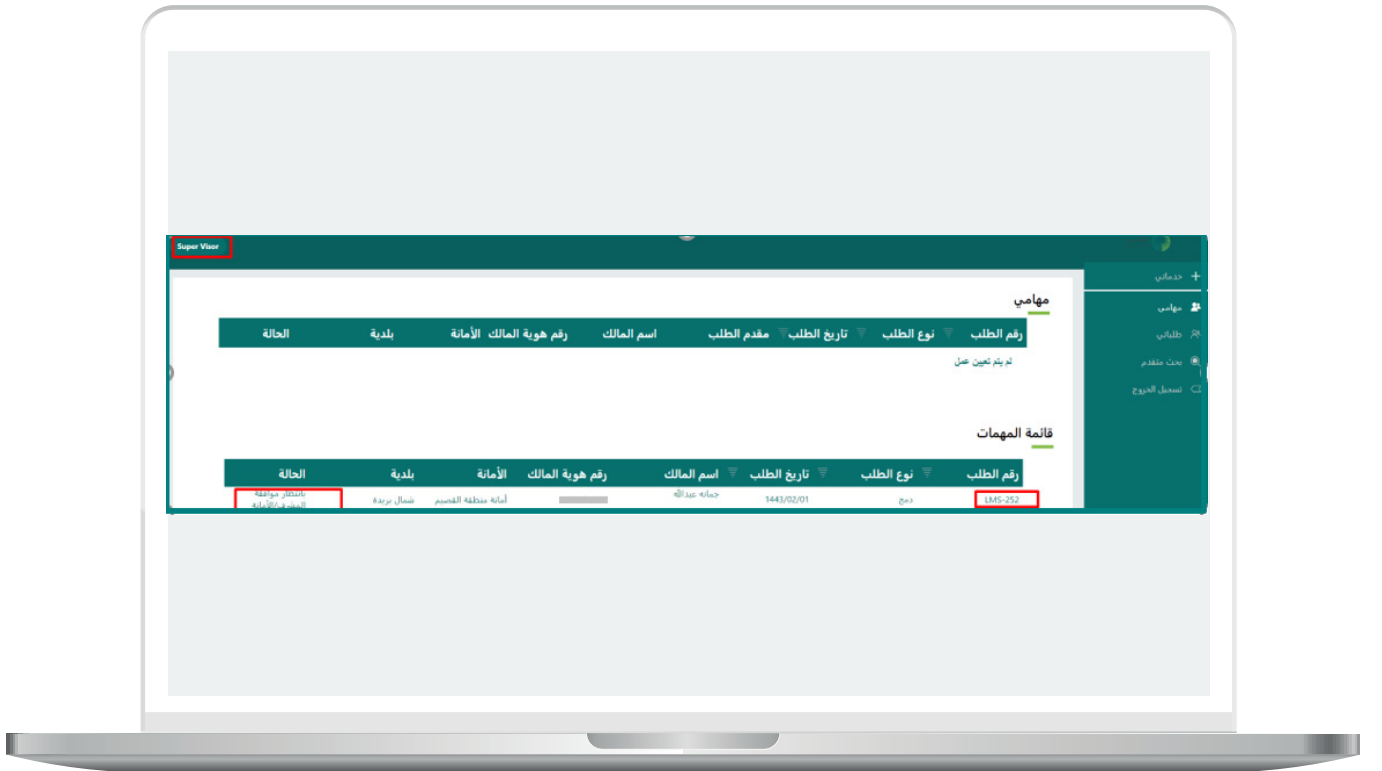 Super Visor
خدماتي
مهامي
طلباتي
بحث متقدم
تسجيل الخروج
مهامي
رقم الطلب نوع الطلب تاريخ الطلب مقدم الطلب اسم المالك رقم هوية المالك الأمانة بلدية الحالة
لم يتم تعيين عمل
قائمة المهمات
رقم الطلب نوع الطلب تاريخ الطلب اسم المالك رقم هوية المالك الأمانة بلدية الحالة
LMS-252 دمج 1443/02/01 جمانه عبدالله أمانة منطقة القصيم شمال بريدة بانتظار موافقة
المشرف/الأمانة